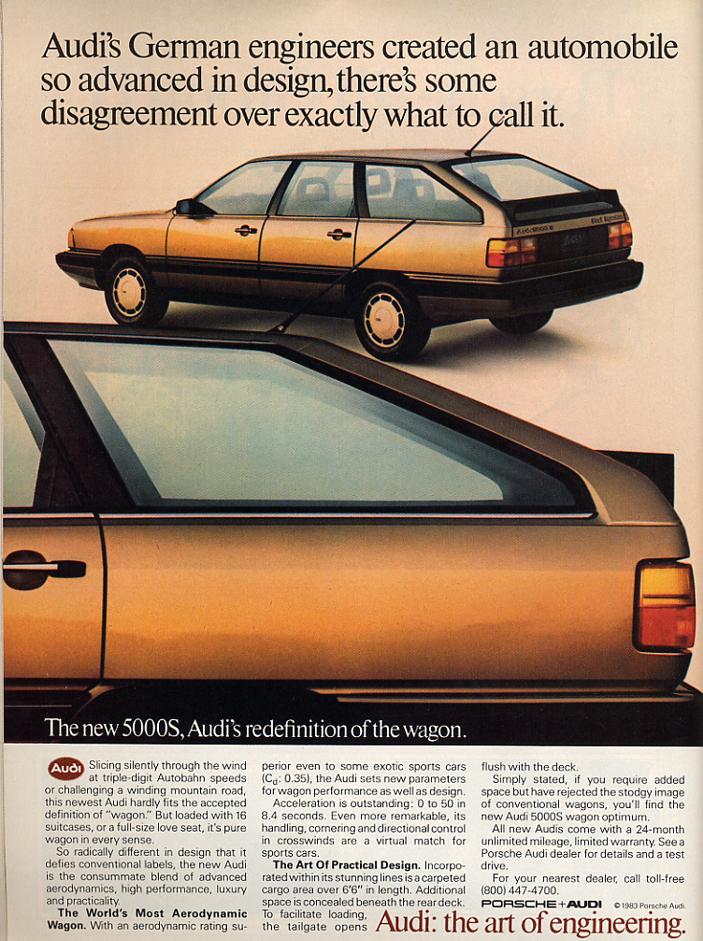 Audi's German engineers created an automobile
so advanced in design, there's some
disagreement over exactly what to call it.
The new 5000S, Audi's redefinition of the wagon.
Audi
Slicing silently through the wind
at triple-digit Autobahn speeds
or challenging a winding mountain road,
this newest Audi hardly fits the accepted
definition of "wagon." But loaded with 16
suitcases, or a full-size love seat, it's pure
wagon in every sense.
So radically different in design that it
defies conventional labels, the new Audi
is the consummate blend of advanced
aerodynamics, high performance, luxury
and practicality.
The World's Most Aerodynamic
Wagon. With an aerodynamic rating su-
perior even to some exotic sports cars
(Cd: 0.35), the Audi sets new parameters
for wagon performance as well as design.
Acceleration is outstanding: 0 to 50 in
8.4 seconds. Even more remarkable, its
handling, cornering and directional control
in crosswinds are a virtual match for
sports cars.
The Art Of Practical Design. Incorpo-
rated within its stunning lines is a carpeted
cargo area over 6'6" in length. Additional
space is concealed beneath the rear deck.
To facilitate loading,
the tailgate opens
flush with the deck.
Simply stated, if you require added
space but have rejected the stodgy image
of conventional wagons, you'll find the
new Audi 5000S wagon optimum.
All new Audis come with a 24-month
unlimited mileage, limited warranty. See a
Porsche Audi dealer for details and a test
drive.
For your nearest dealer, call toll-free
(800) 447-4700.
PORSCHE+AUDI © 1983 Porsche Audi.
Audi: the art of engineering.